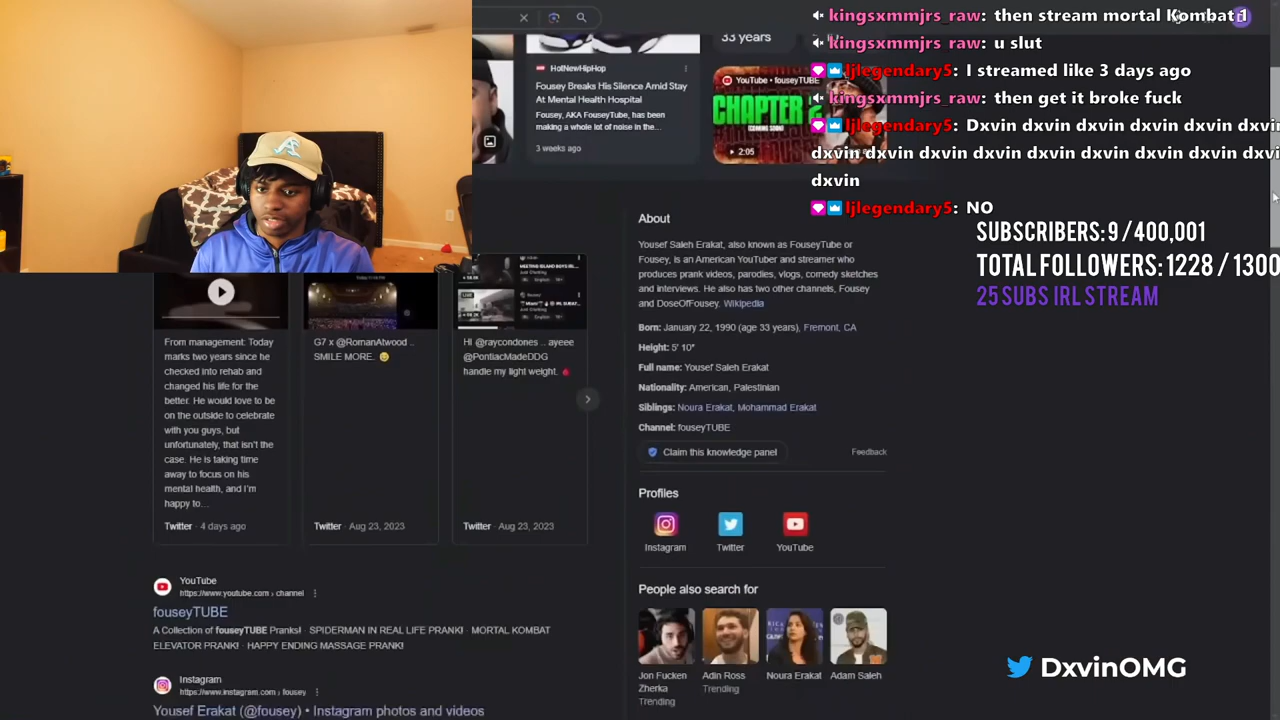 33 years
HotNewHipHop
Fousey Breaks His Silence Amid Stay
At Mental Health Hospital
Fousey, AKA FouseyTube, has been
making a whole lot of noise in the...
3 weeks ago
YouTube • fouseyTUBE
CHAPTER
2:05
kingsxmmjrs_raw: then stream mortal Kombat 1
kingsxmmjrs_raw: u slut
ljlegendary5: I streamed like 3 days ago
kingsxmmjrs_raw: then get it broke fuck
ljlegendary5: Dxvin dxvin dxvin dxvin dxvin dxvin
dxvin dxvin dxvin dxvin dxvin dxvin dxvin dxvi
dxvin
ljlegendary5: NO
SUBSCRIBERS: 9 / 400,001
TOTAL FOLLOWERS: 1228 / 1300
25 SUBS IRL STREAM
From management: Today
marks two years since he
checked into rehab and
changed his life for the
better. He would love to be
on the outside to celebrate
with you guys, but
unfortunately, that isn't the
case. He is taking time
away to focus on his
mental health, and I'm
happy to...
Twitter · 4 days ago
G7 x @RomanAtwood ..
SMILE MORE.
Twitter · Aug 23, 2023
HI @raycondones .. ayeee
@PontiacMadeDDG
handle my light weight.
Twitter · Aug 23, 2023
YouTube
https://www.youtube.com › channel
fouseyTUBE
A Collection of fouseyTUBE Pranks! · SPIDERMAN IN REAL LIFE PRANK! · MORTAL KOMBAT
ELEVATOR PRANK! · HAPPY ENDING MASSAGE PRANK!
Instagram
https://www.instagram.com › fousey
Yousef Erakat (@fousey) • Instagram photos and videos
About
Yousef Saleh Erakat, also known as FouseyTube or
Fousey, is an American YouTuber and streamer who
produces prank videos, parodies, vlogs, comedy sketches
and interviews. He also has two other channels, Fousey
and DoseOfFousey. Wikipedia
Born: January 22, 1990 (age 33 years), Fremont, CA
Height: 5' 10"
Full name: Yousef Saleh Erakat
Nationality: American, Palestinian
Siblings: Noura Erakat, Mohammad Erakat
Channel: fouseyTUBE
Claim this knowledge panel
Feedback
Profiles
Instagram
Twitter
YouTube
People also search for
Jon Fucken
Zherka
Trending
Adin Ross
Trending
Noura Erakat
Adam Saleh
DxvinOMG